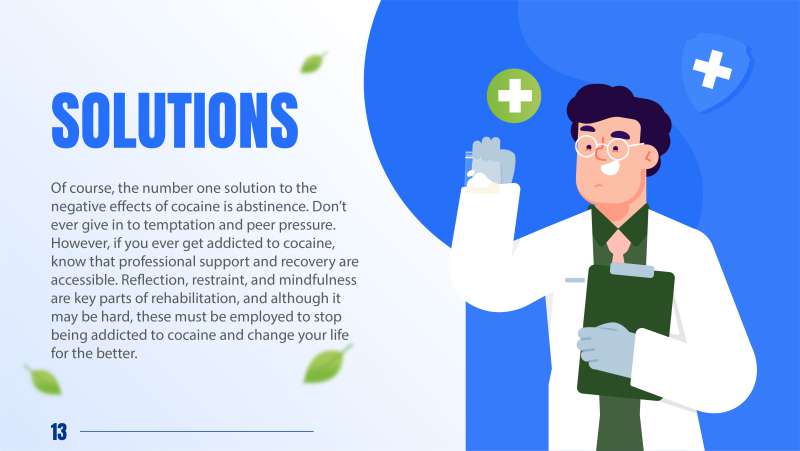 SOLUTIONS
Of course, the number one solution to the
negative effects of cocaine is abstinence. Don't
ever give in to temptation and peer pressure.
However, if you ever get addicted to cocaine,
know that professional support and recovery are
accessible. Reflection, restraint, and mindfulness
are key parts of rehabilitation, and although it
may be hard, these must be employed to stop
being addicted to cocaine and change your life
for the better.
13